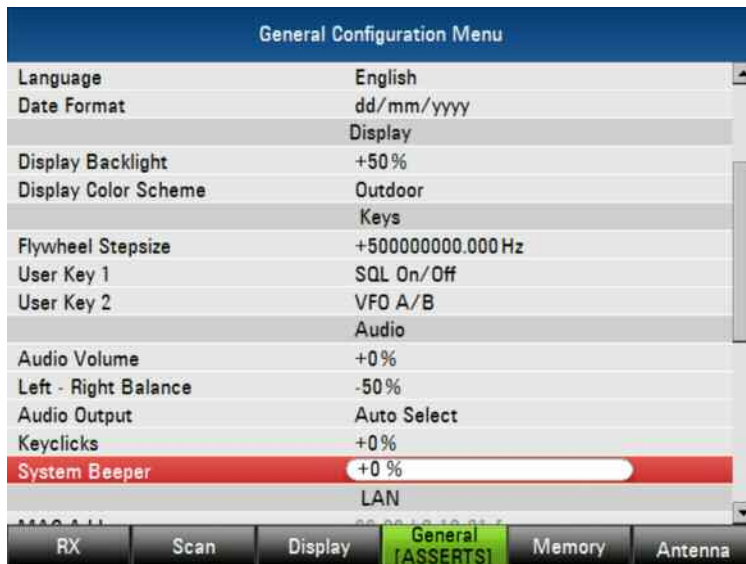 General Configuration Menu
Language English
Date Format dd/mm/yyyy
Display
Display Backlight +50%
Display Color Scheme Outdoor
Keys
Flywheel Stepsize +500000000.000 Hz
User Key 1 SQL On/Off
User Key 2 VFO A/B
Audio
Audio Volume +0%
Left - Right Balance -50%
Audio Output Auto Select
Keyclicks +0%
System Beeper +0 %
LAN
RX Scan Display General [ASSERTS] Memory Antenna